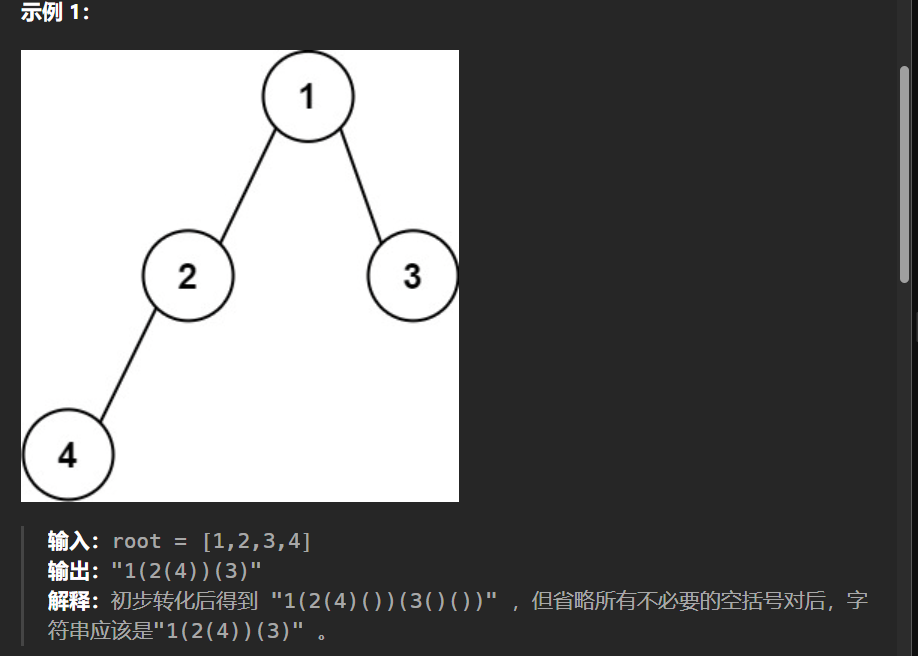 示例 1：
1
2
3
4
输入：root = [1,2,3,4]
输出："1(2(4))(3)"
解释：初步转化后得到 "1(2(4)())(3()())" ，但省略所有不必要的空括号对后，字
符串应该是"1(2(4))(3)" 。